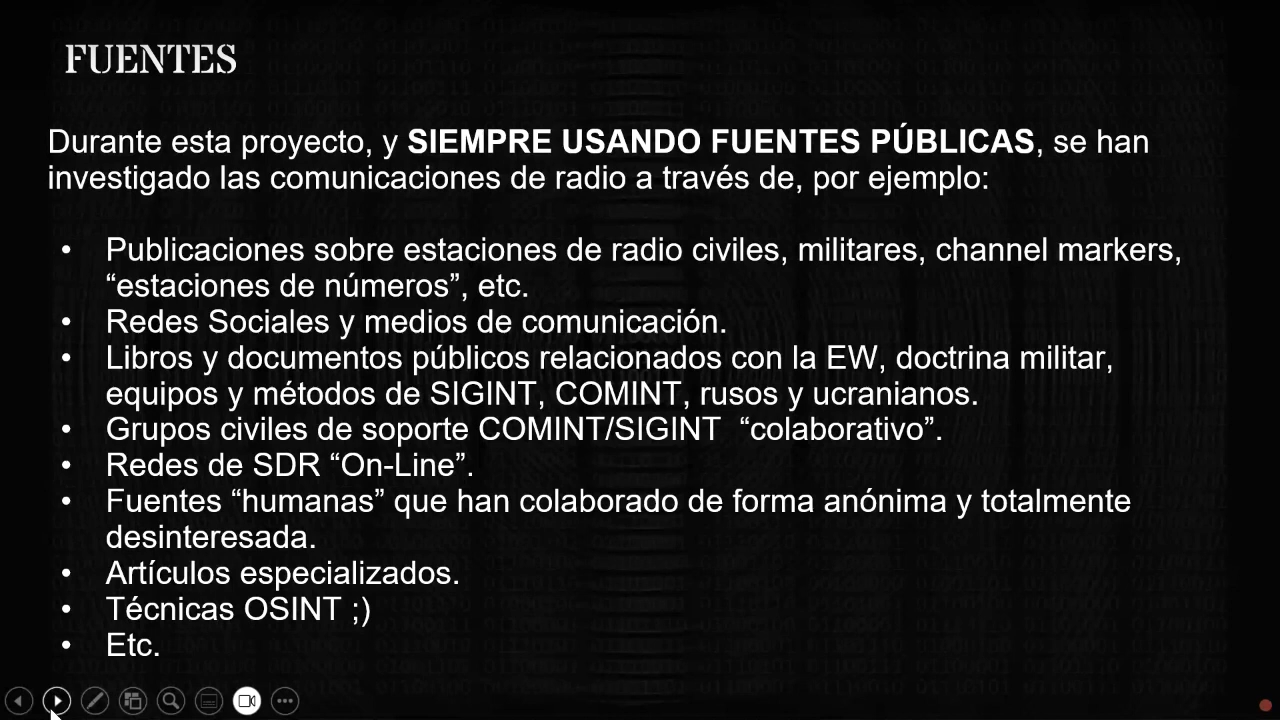 FUENTES
Durante esta proyecto, y SIEMPRE USANDO FUENTES PÚBLICAS, se han
investigado las comunicaciones de radio a través de, por ejemplo:
• Publicaciones sobre estaciones de radio civiles, militares, channel markers,
“estaciones de números”, etc.
• Redes Sociales y medios de comunicación.
• Libros y documentos públicos relacionados con la EW, doctrina militar,
equipos y métodos de SIGINT, COMINT, rusos y ucranianos.
• Grupos civiles de soporte COMINT/SIGINT  “colaborativo”.
• Redes de SDR “On-Line”.
• Fuentes “humanas” que han colaborado de forma anónima y totalmente
desinteresada.
• Artículos especializados.
• Técnicas OSINT ;)
• Etc.